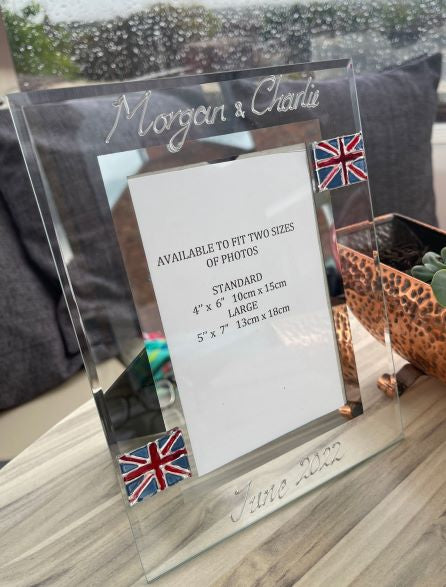 Morgan & Charlie
AVAILABLE TO FIT TWO SIZES
OF PHOTOS
STANDARD
4" x 6" 10cm x 15cm
LARGE
5" x 7" 13cm x 18cm
June 2022